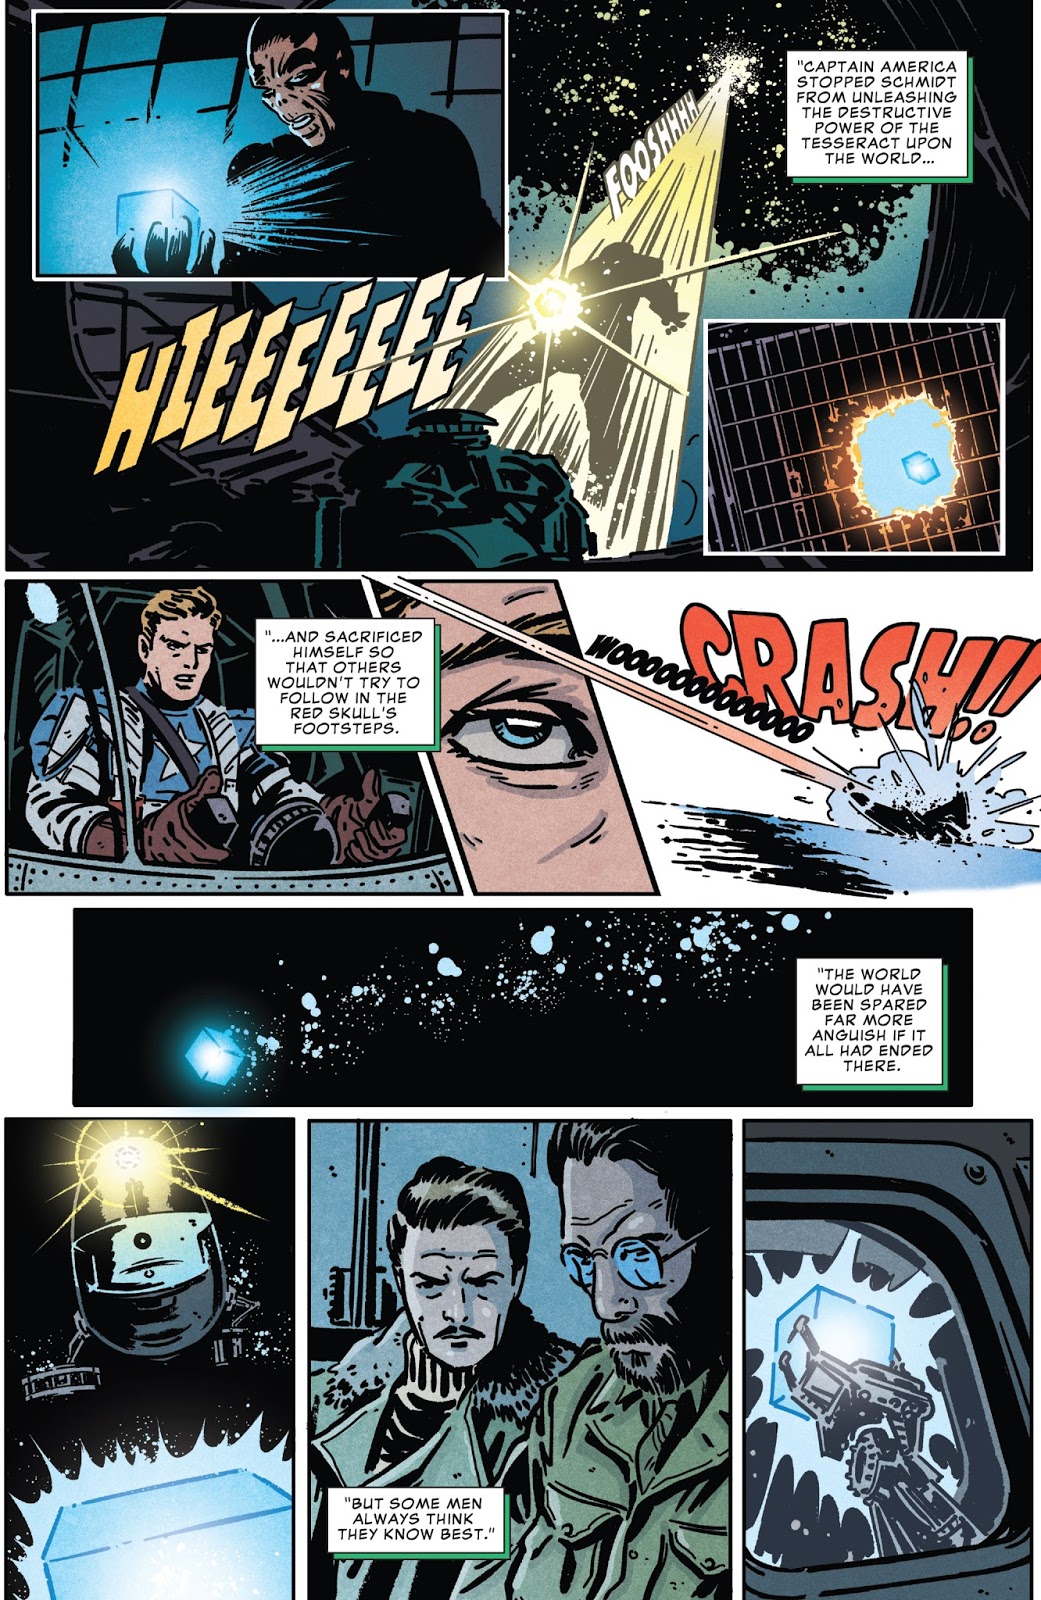 "CAPTAIN AMERICA
STOPPED SCHMIDT
FROM UNLEASHING
THE DESTRUCTIVE
POWER OF THE
TESSERACT UPON
THE WORLD...
FOOSHHHH
HIEEEEEEEE
"...AND SACRIFICED
HIMSELF SO
THAT OTHERS
WOULDN'T TRY TO
FOLLOW IN THE
RED SKULL'S
FOOTSTEPS.
WOOOOOOOOOOOO
CRASH!!
"THE WORLD
WOULD HAVE
BEEN SPARED
FAR MORE
ANGUISH IF IT
ALL HAD ENDED
THERE.
"BUT SOME MEN
ALWAYS THINK
THEY KNOW BEST."